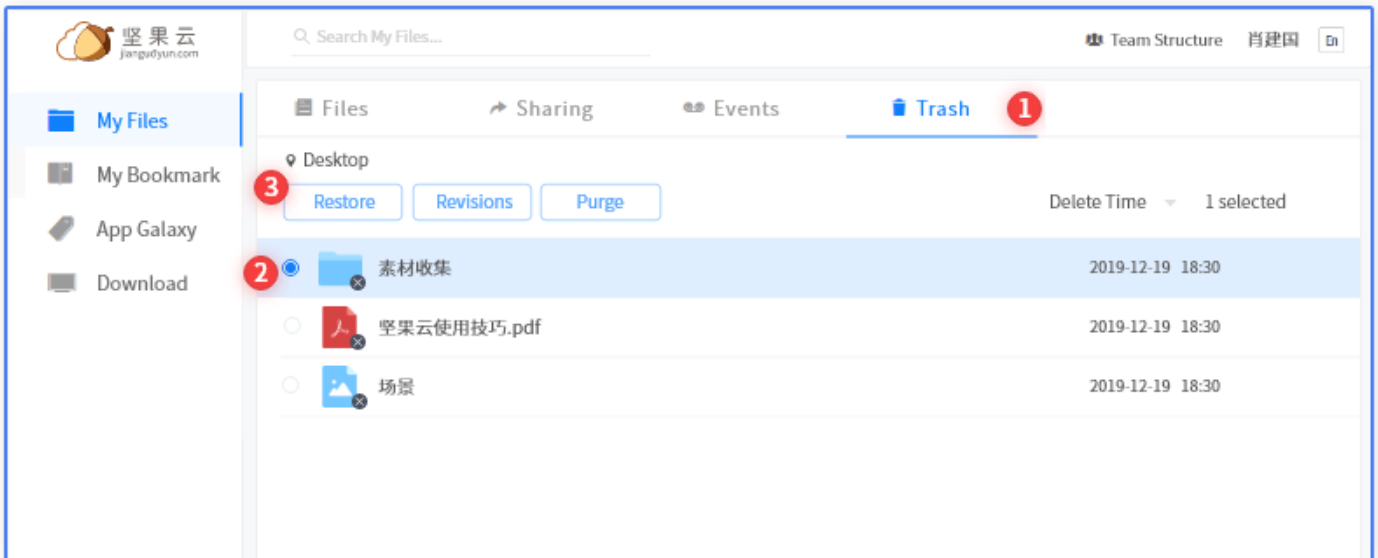 坚果云
jianguoyun.com
Search My Files...
Team Structure 肖建国 En
My Files
My Bookmark
App Galaxy
Download
Files Sharing Events Trash 1
Desktop
3
Restore Revisions Purge Delete Time 1 selected
2 素材收集 2019-12-19 18:30
坚果云使用技巧.pdf 2019-12-19 18:30
场景 2019-12-19 18:30